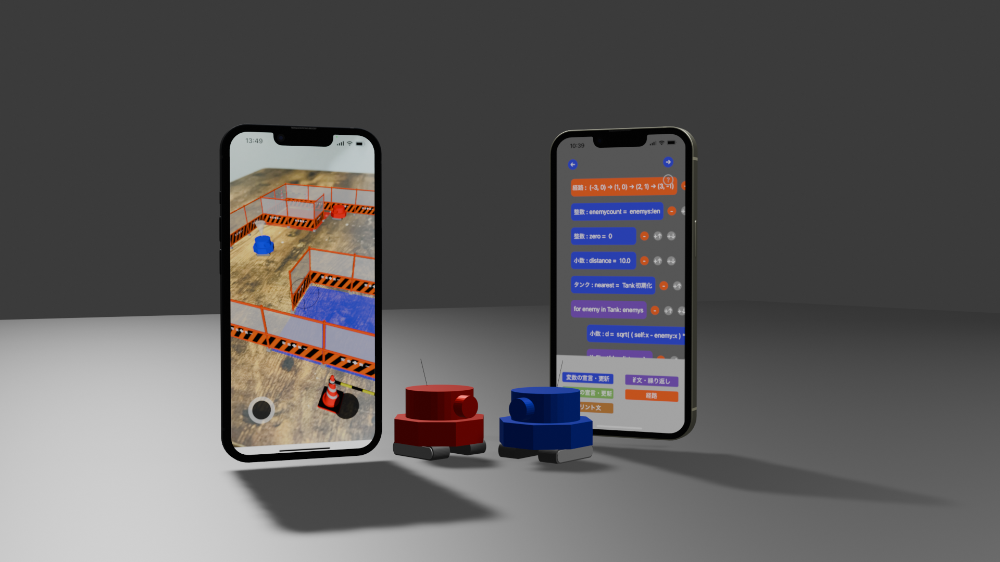 13:49
10:39
?
経路 : (-3, 0) → (1, 0) → (2, 1) → (3, -1)
整数 : enemycount = enemys:len
整数 : zero = 0
小数 : distance = 10.0
タンク : nearest = Tank初期化
for enemy in Tank: enemys
小数 : d = sqrt( ( self:x - enemy:x ) *
変数の宣言・更新
if文・繰り返し
の宣言・更新
経路
リント文